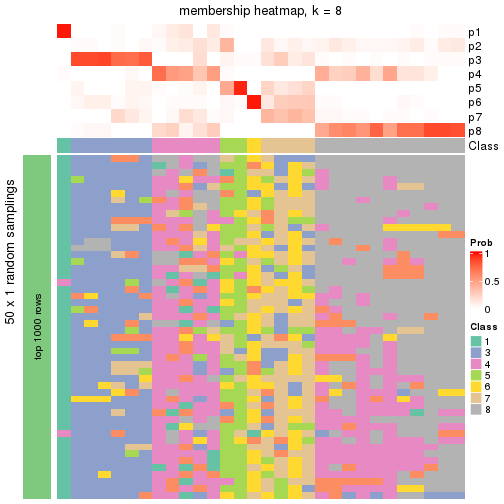 membership heatmap, k = 8
p1
p2
p3
p4
p5
p6
p7
p8
Class
50 x 1 random samplings
top 1000 rows
Prob
1
0.5
0
Class
1
3
4
5
6
7
8